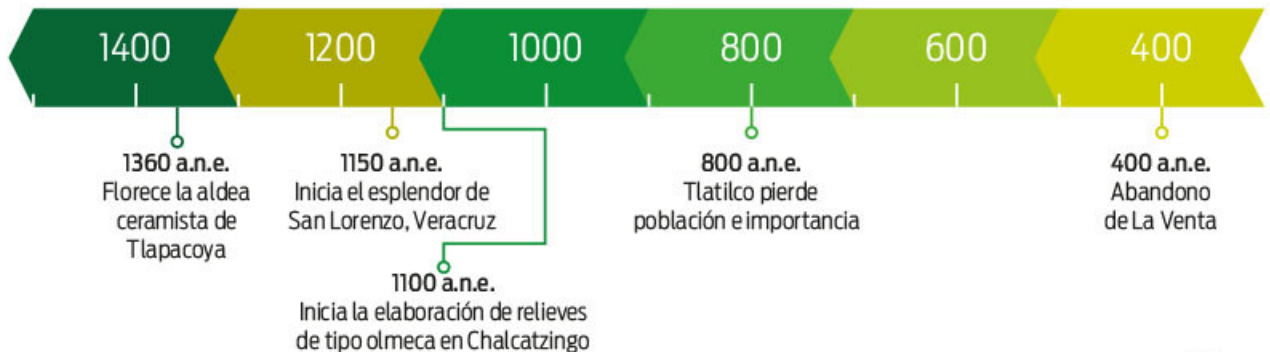 1400 1200 1000 800 600 400
1360 a.n.e.
Florece la aldea
ceramista de
Tlapacoya
1150 a.n.e.
Inicia el esplendor de
San Lorenzo, Veracruz
1100 a.n.e.
Inicia la elaboración de relieves
de tipo olmeca en Chalcatzingo
800 a.n.e.
Tlatilco pierde
población e importancia
400 a.n.e.
Abandono
de La Venta